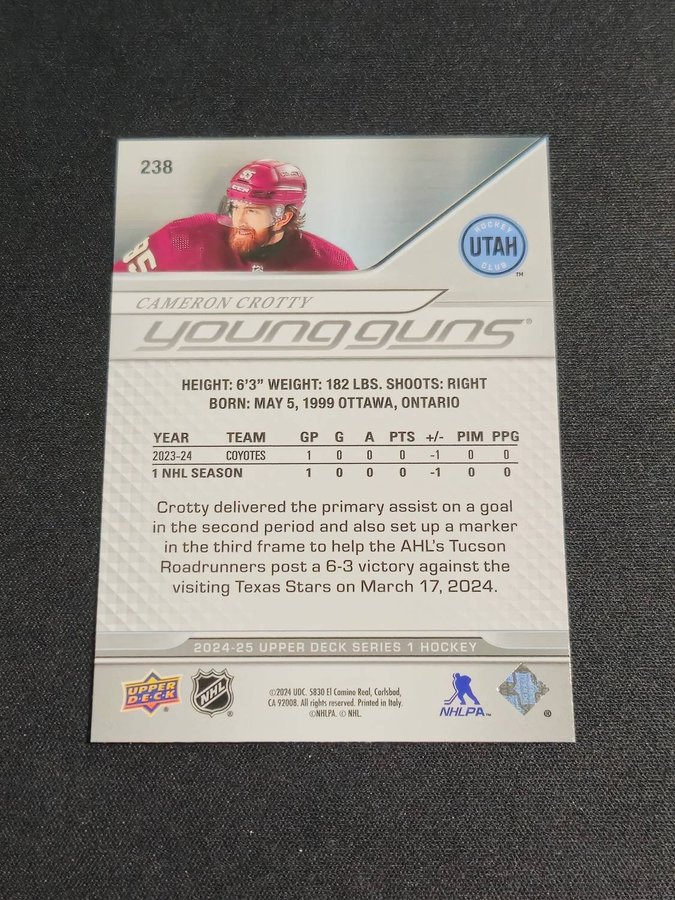 238
HOCKEY
UTAH
CLUB
™
CAMERON CROTTY
young guns®
HEIGHT: 6'3" WEIGHT: 182 LBS. SHOOTS: RIGHT
BORN: MAY 5, 1999 OTTAWA, ONTARIO
YEAR TEAM GP G A PTS +/- PIM PPG
2023-24 COYOTES 1 0 0 0 -1 0 0
1 NHL SEASON 1 0 0 0 -1 0 0
Crotty delivered the primary assist on a goal
in the second period and also set up a marker
in the third frame to help the AHL's Tucson
Roadrunners post a 6-3 victory against the
visiting Texas Stars on March 17, 2024.
2024-25 UPPER DECK SERIES 1 HOCKEY
UPPER
DECK
®
NHL
®
©2024 UDC. 5830 El Camino Real, Carlsbad,
CA 92008. All rights reserved. Printed in Italy.
©NHLPA. © NHL.
NHLPA™
®